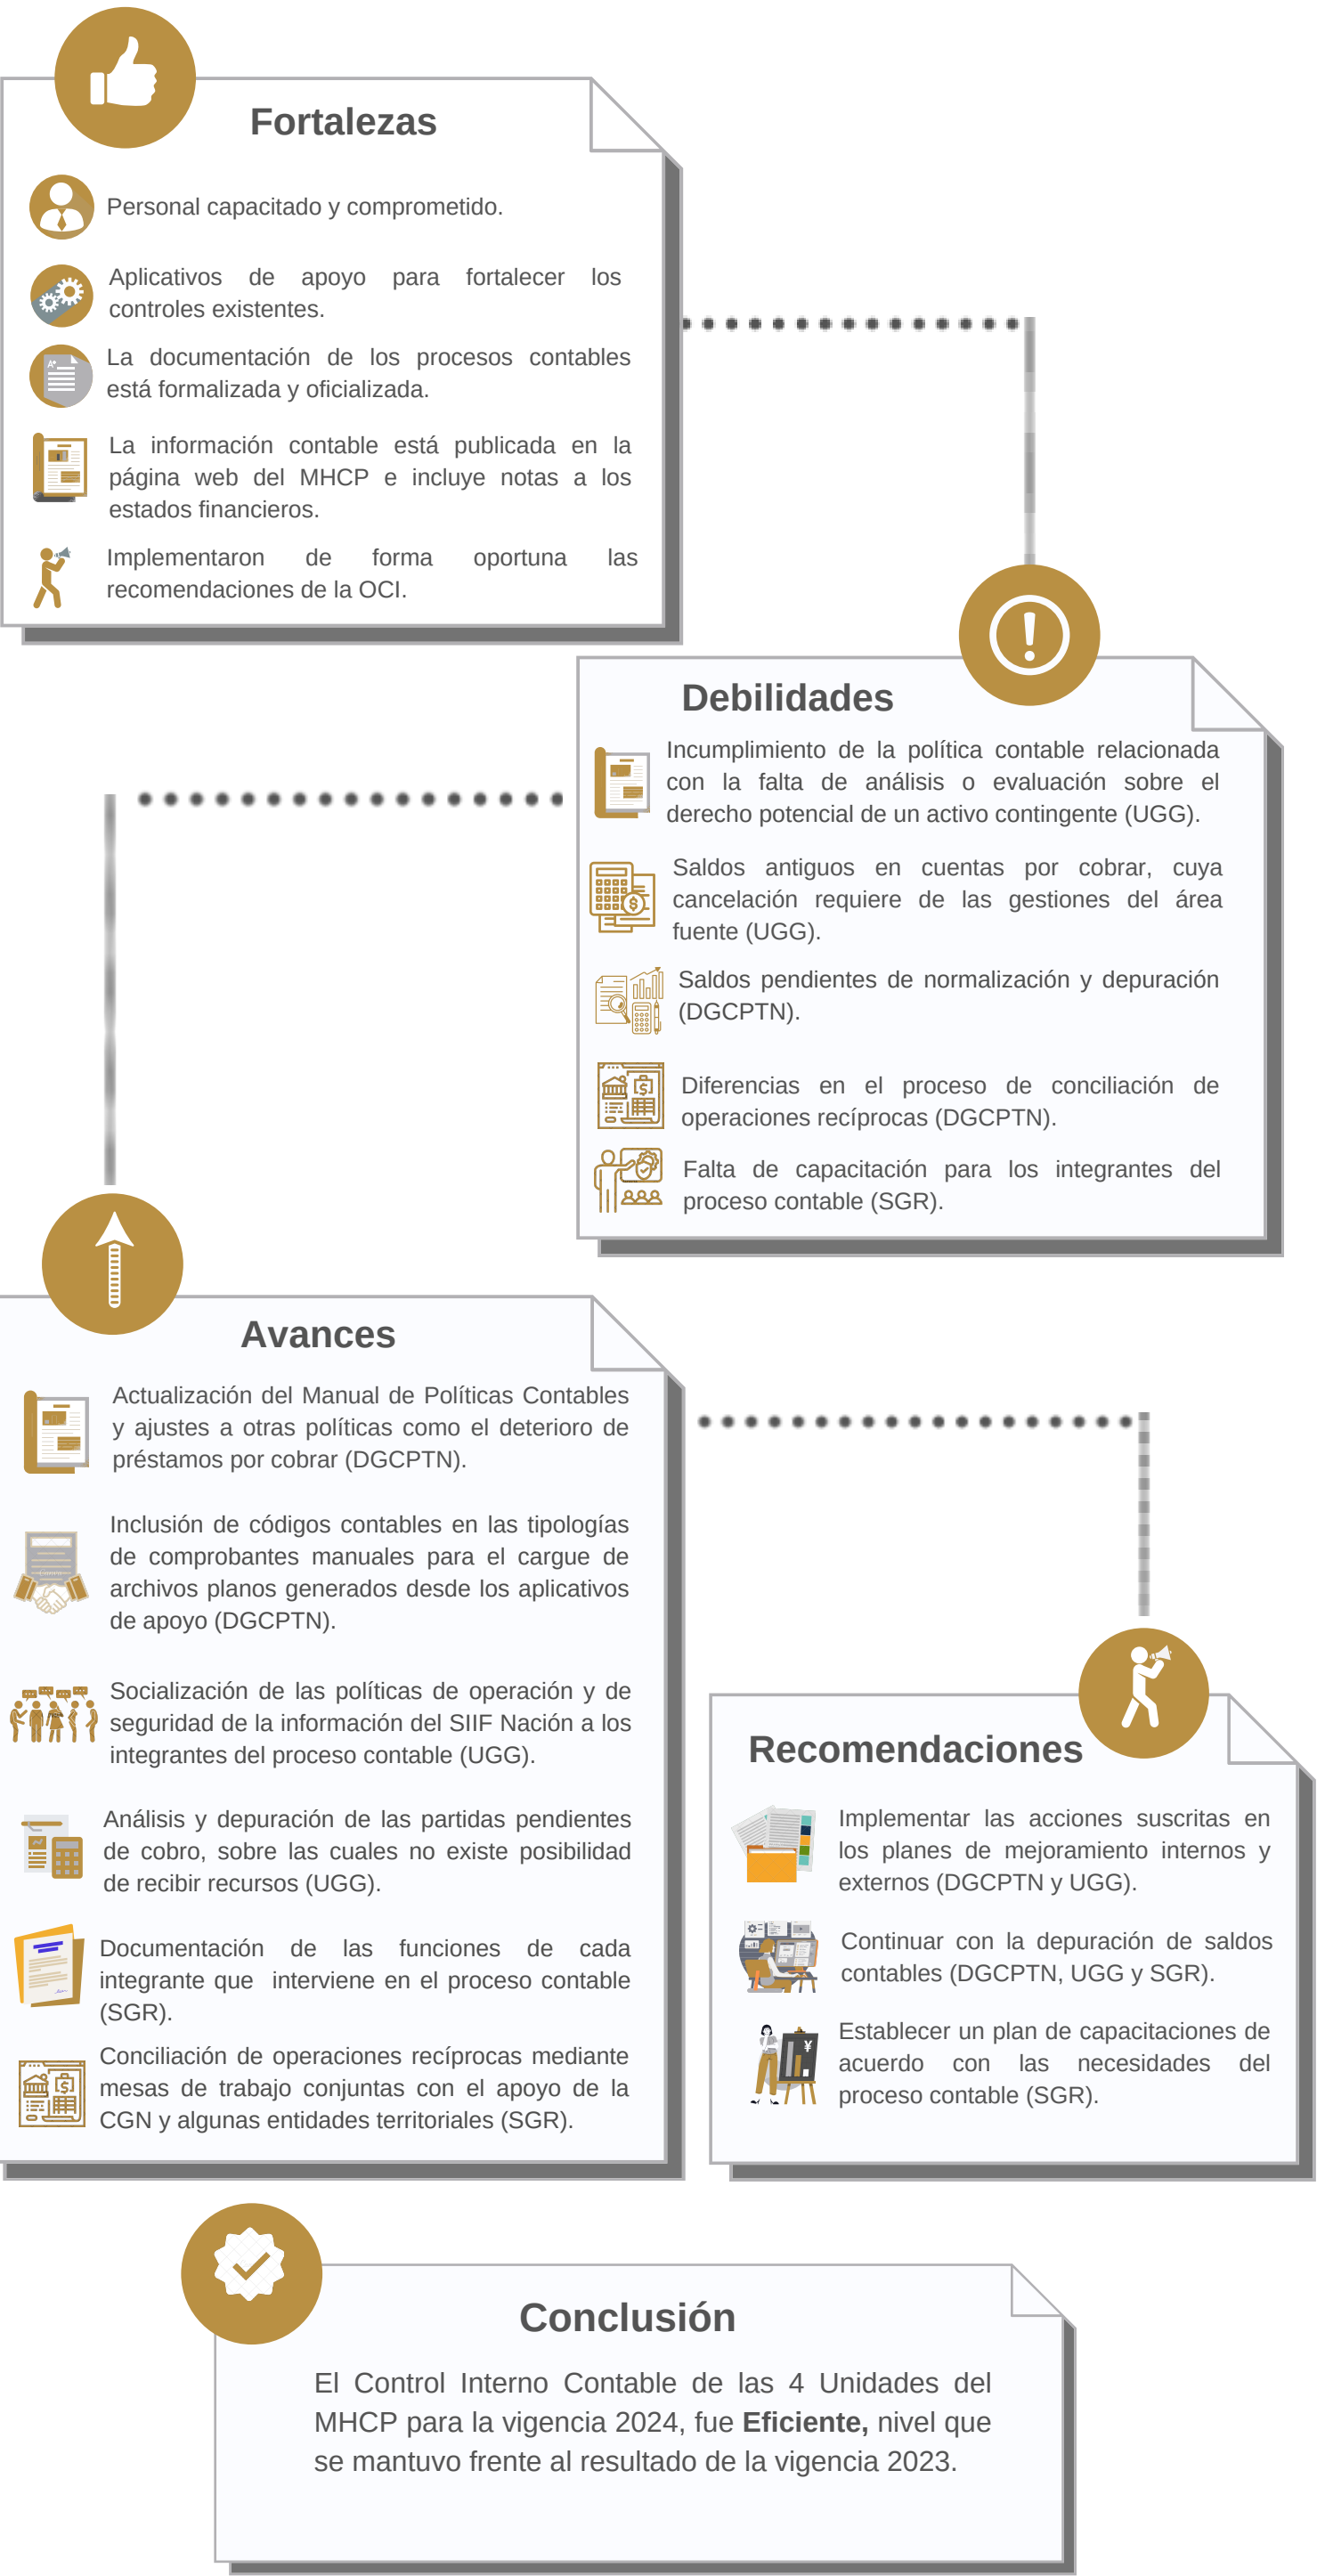 Fortalezas
Personal capacitado y comprometido.
Aplicativos de apoyo para fortalecer los
controles existentes.
La documentación de los procesos contables
está formalizada y oficializada.
La información contable está publicada en la
página web del MHCP e incluye notas a los
estados financieros.
Implementaron de forma oportuna las
recomendaciones de la OCI.
Debilidades
Incumplimiento de la política contable relacionada
con la falta de análisis o evaluación sobre el
derecho potencial de un activo contingente (UGG).
Saldos antiguos en cuentas por cobrar, cuya
cancelación requiere de las gestiones del área
fuente (UGG).
Saldos pendientes de normalización y depuración
(DGCPTN).
Diferencias en el proceso de conciliación de
operaciones recíprocas (DGCPTN).
Falta de capacitación para los integrantes del
proceso contable (SGR).
Avances
Actualización del Manual de Políticas Contables
y ajustes a otras políticas como el deterioro de
préstamos por cobrar (DGCPTN).
Inclusión de códigos contables en las tipologías
de comprobantes manuales para el cargue de
archivos planos generados desde los aplicativos
de apoyo (DGCPTN).
Socialización de las políticas de operación y de
seguridad de la información del SIIF Nación a los
integrantes del proceso contable (UGG).
Análisis y depuración de las partidas pendientes
de cobro, sobre las cuales no existe posibilidad
de recibir recursos (UGG).
Documentación de las funciones de cada
integrante que interviene en el proceso contable
(SGR).
Conciliación de operaciones recíprocas mediante
mesas de trabajo conjuntas con el apoyo de la
CGN y algunas entidades territoriales (SGR).
Recomendaciones
Implementar las acciones suscritas en
los planes de mejoramiento internos y
externos (DGCPTN y UGG).
Continuar con la depuración de saldos
contables (DGCPTN, UGG y SGR).
Establecer un plan de capacitaciones de
acuerdo con las necesidades del
proceso contable (SGR).
Conclusión
El Control Interno Contable de las 4 Unidades del
MHCP para la vigencia 2024, fue Eficiente, nivel que
se mantuvo frente al resultado de la vigencia 2023.